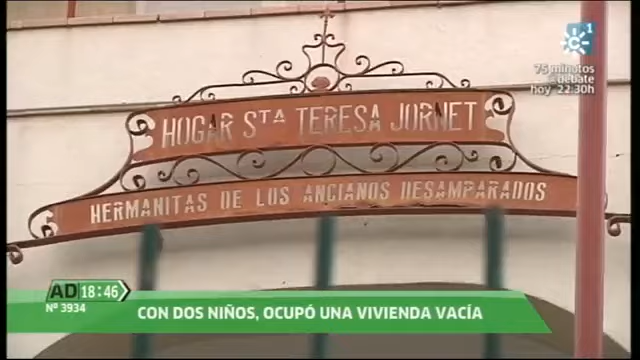 1
75 minutos
debate
hoy 22:30h
HOGAR STA TERESA JORNET
HERMANITAS DE LOS ANCIANOS DESAMPARADOS
AD 18:46
Nº 3934
CON DOS NIÑOS, OCUPÓ UNA VIVIENDA VACÍA